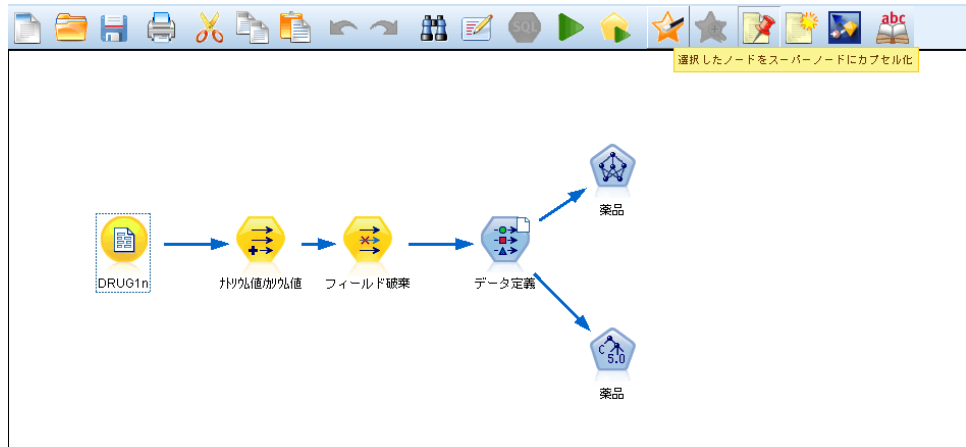 SQL
abc
選択したノードをスーパーノードにカプセル化
薬品
DRUG1n
ナトリウム値/カリウム値
フィールド破棄
データ定義
C 5.0
薬品